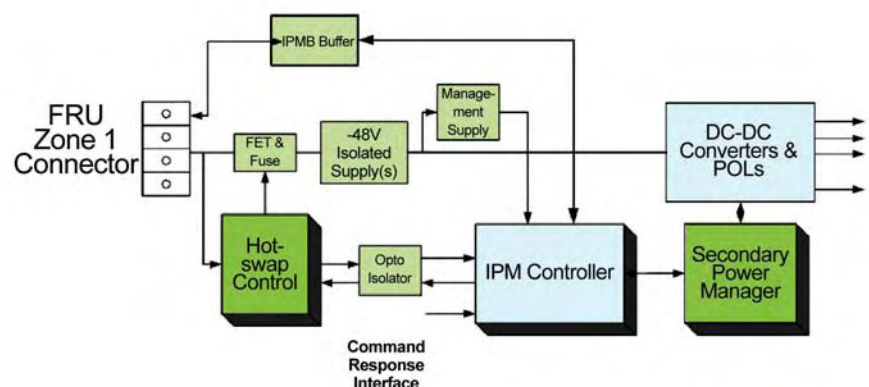 IPMB Buffer
FRU
Zone 1
Connector
FET &
Fuse
-48V
Isolated
Supply(s)
Manage-
ment
Supply
DC-DC
Converters &
POLs
Hot-
swap
Control
Opto
Isolator
IPM Controller
Secondary
Power
Manager
Command
Response
Interface